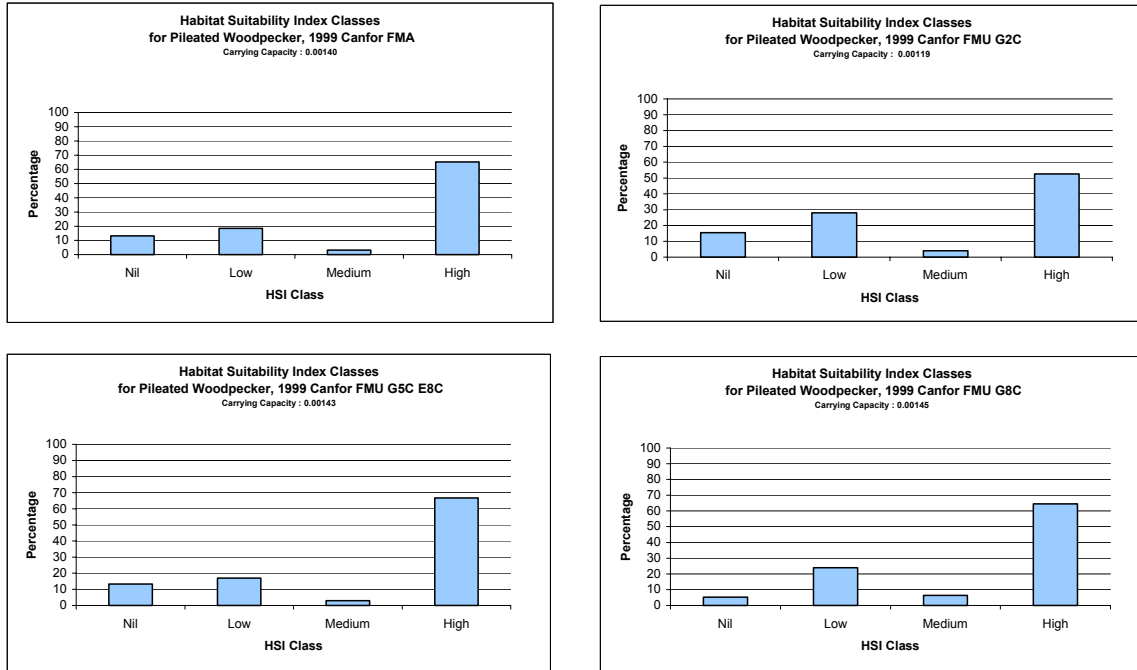 Habitat Suitability Index Classes
for Pileated Woodpecker, 1999 Canfor FMA
Carrying Capacity : 0.00140
100
90
80
70
60
50
40
30
20
10
0
Percentage
Nil Low Medium High
HSI Class
Habitat Suitability Index Classes
for Pileated Woodpecker, 1999 Canfor FMU G2C
Carrying Capacity : 0.00119
100
90
80
70
60
50
40
30
20
10
0
Percentage
Nil Low Medium High
HSI Class
Habitat Suitability Index Classes
for Pileated Woodpecker, 1999 Canfor FMU G5C E8C
Carrying Capacity : 0.00143
100
90
80
70
60
50
40
30
20
10
0
Percentage
Nil Low Medium High
HSI Class
Habitat Suitability Index Classes
for Pileated Woodpecker, 1999 Canfor FMU G8C
Carrying Capacity : 0.00145
100
90
80
70
60
50
40
30
20
10
0
Percentage
Nil Low Medium High
HSI Class